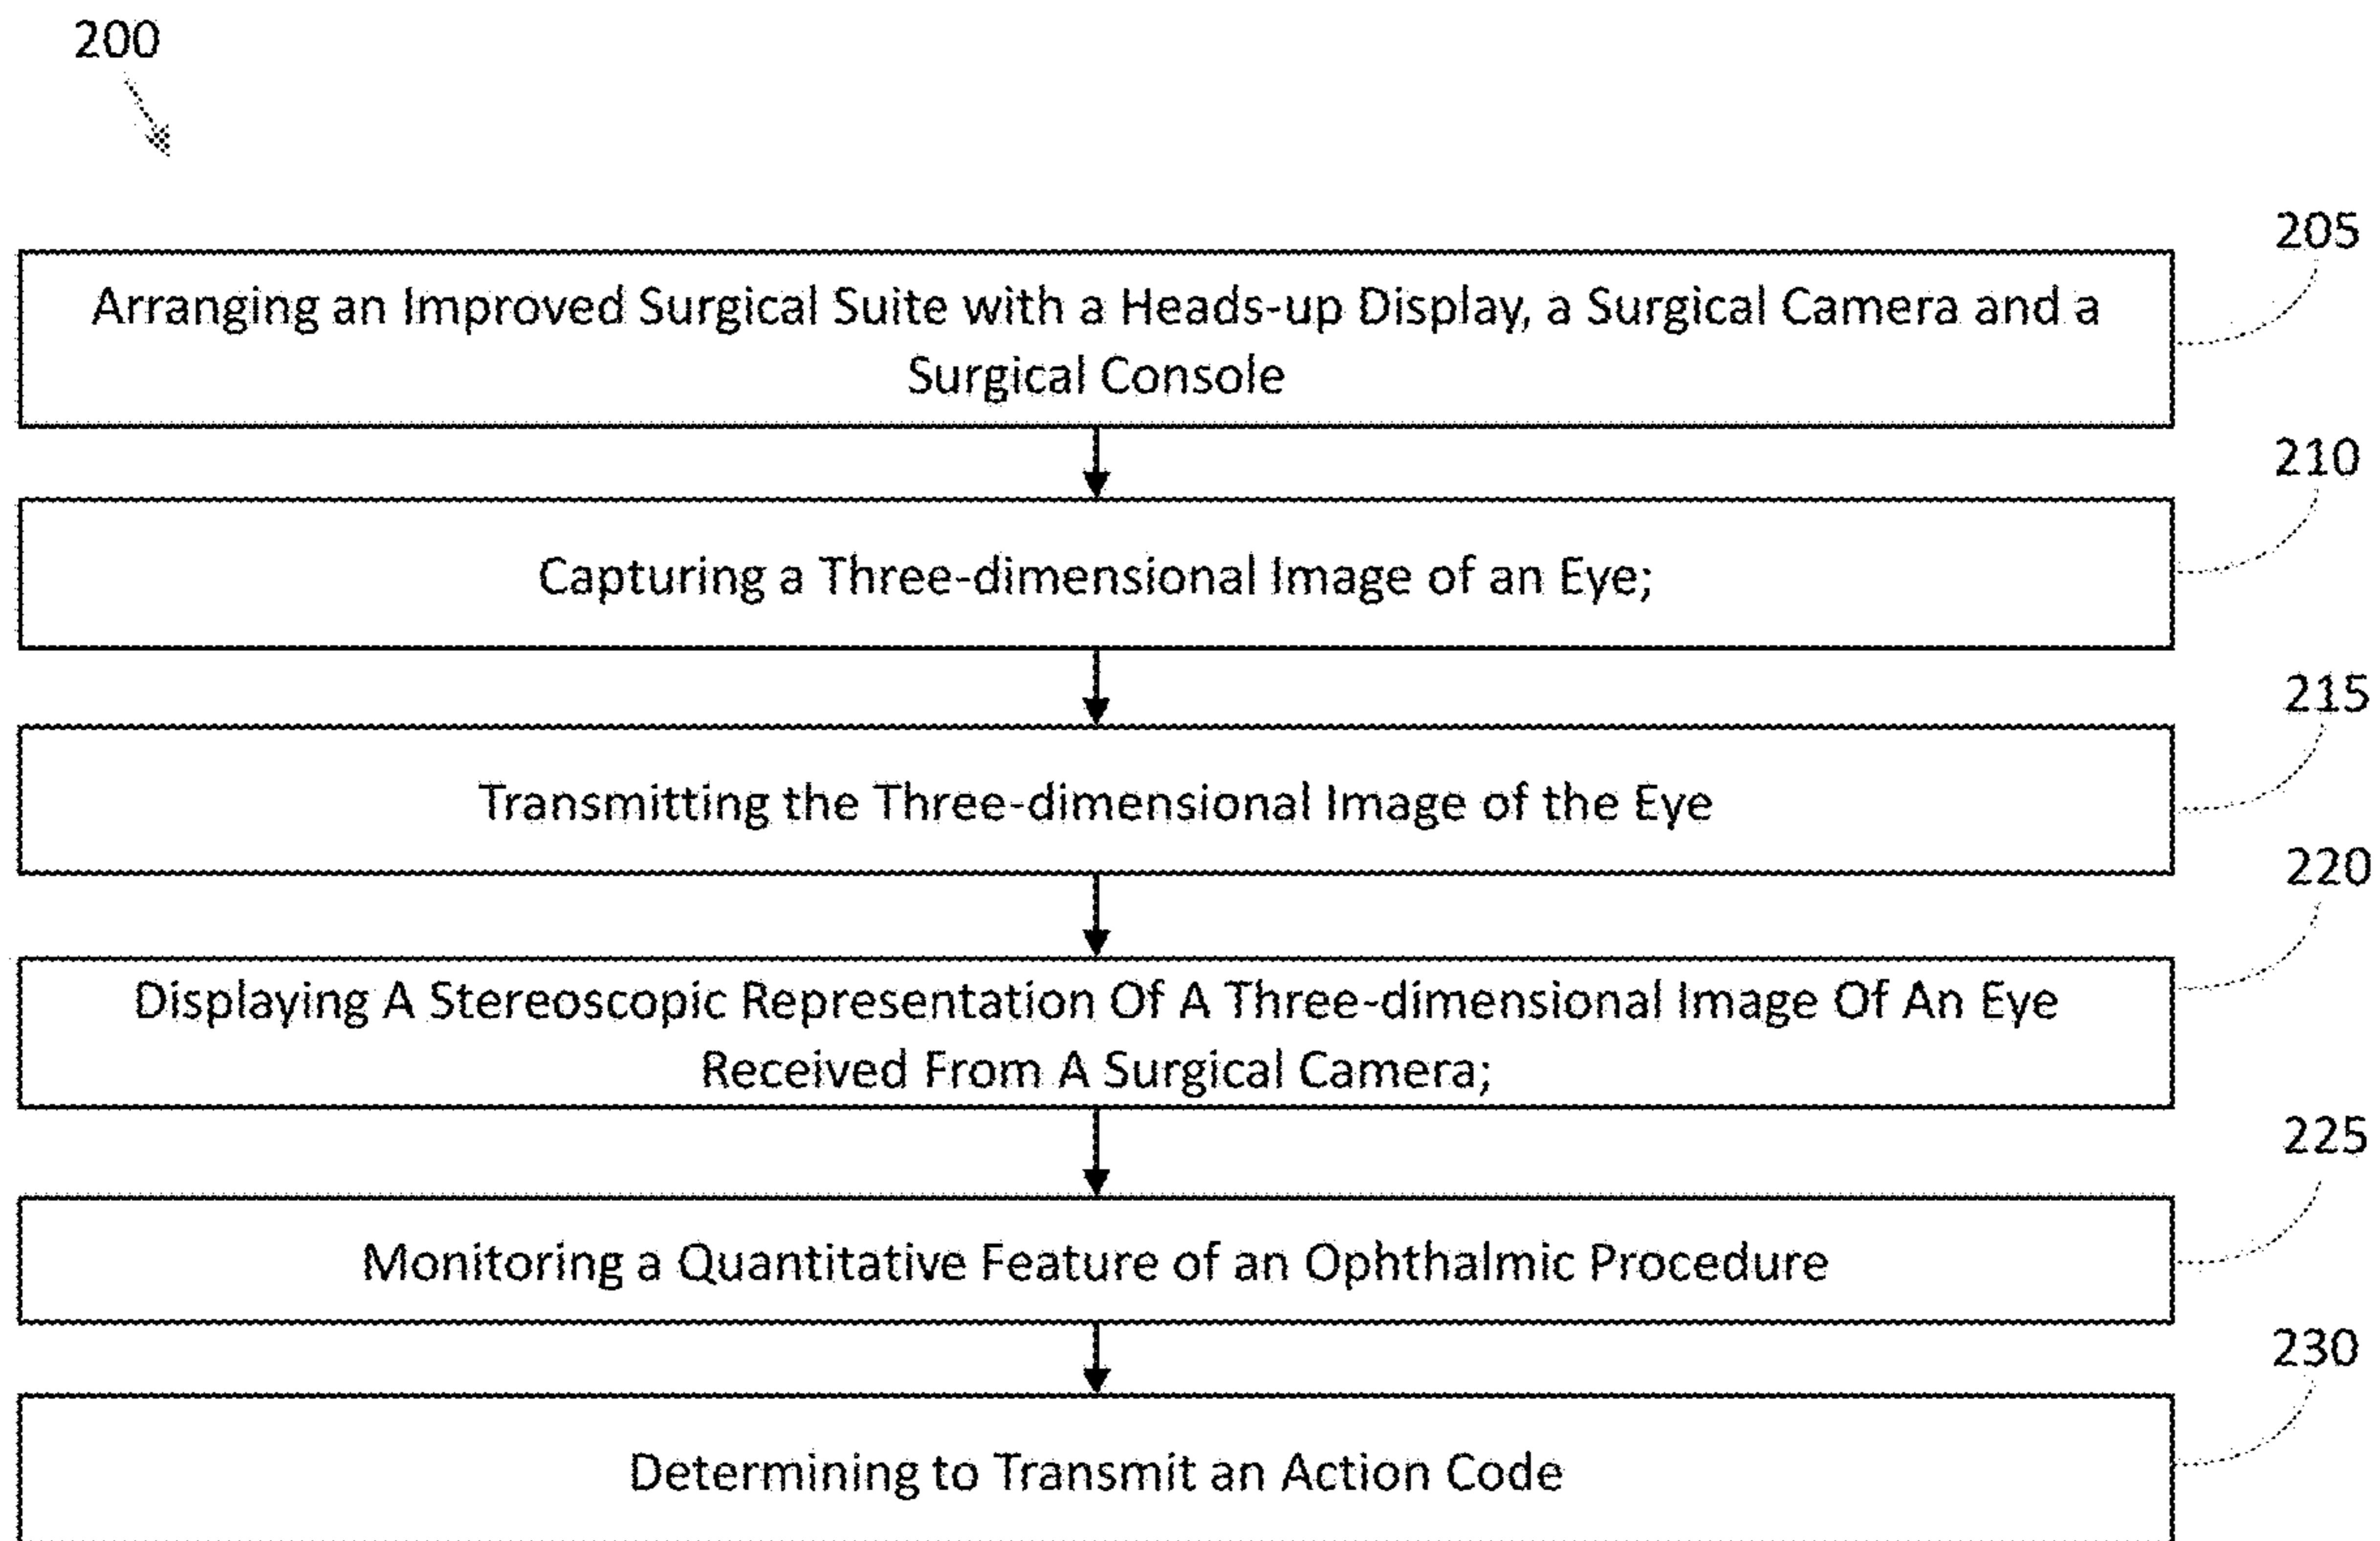 200
205
Arranging an Improved Surgical Suite with a Heads-up Display, a Surgical Camera and a
Surgical Console
210
Capturing a Three-dimensional Image of an Eye;
215
Transmitting the Three-dimensional Image of the Eye
220
Displaying A Stereoscopic Representation Of A Three-dimensional Image Of An Eye
Received From A Surgical Camera;
225
Monitoring a Quantitative Feature of an Ophthalmic Procedure
230
Determining to Transmit an Action Code